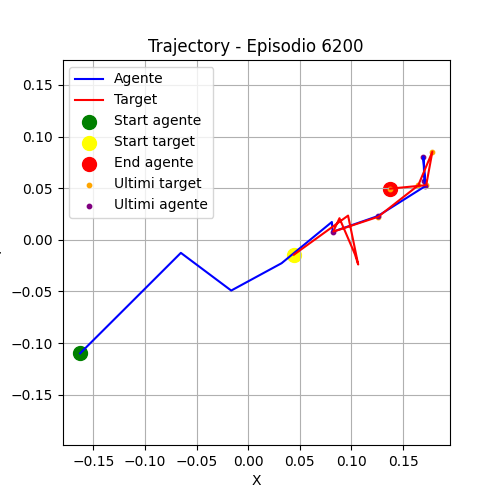 Trajectory - Episodio 6200
Agente
Target
Start agente
Start target
End agente
Ultimi target
Ultimi agente
0.15
0.10
0.05
0.00
−0.05
−0.10
−0.15
−0.15
−0.10
−0.05
0.00
0.05
0.10
0.15
X